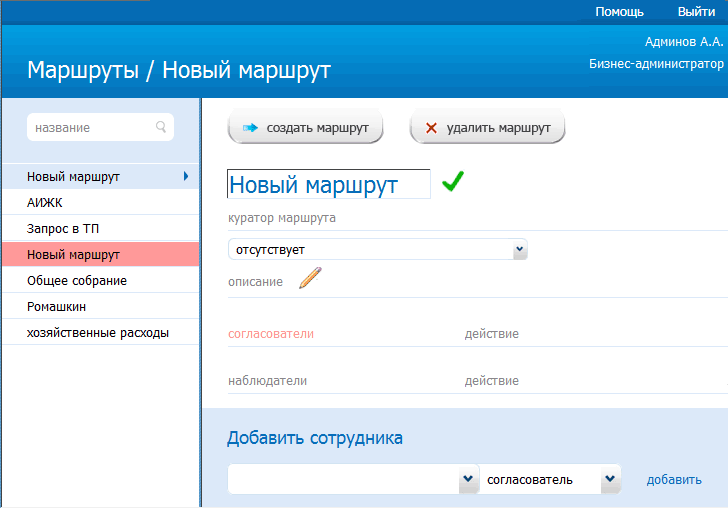 Помощь Выйти
Админов А.А.
Маршруты / Новый маршрут
Бизнес-администратор
название
создать маршрут
удалить маршрут
Новый маршрут
АИЖК
Запрос в ТП
Новый маршрут
Общее собрание
Ромашкин
хозяйственные расходы
Новый маршрут
куратор маршрута
отсутствует
описание
согласователи действие
наблюдатели действие
Добавить сотрудника
согласователь добавить